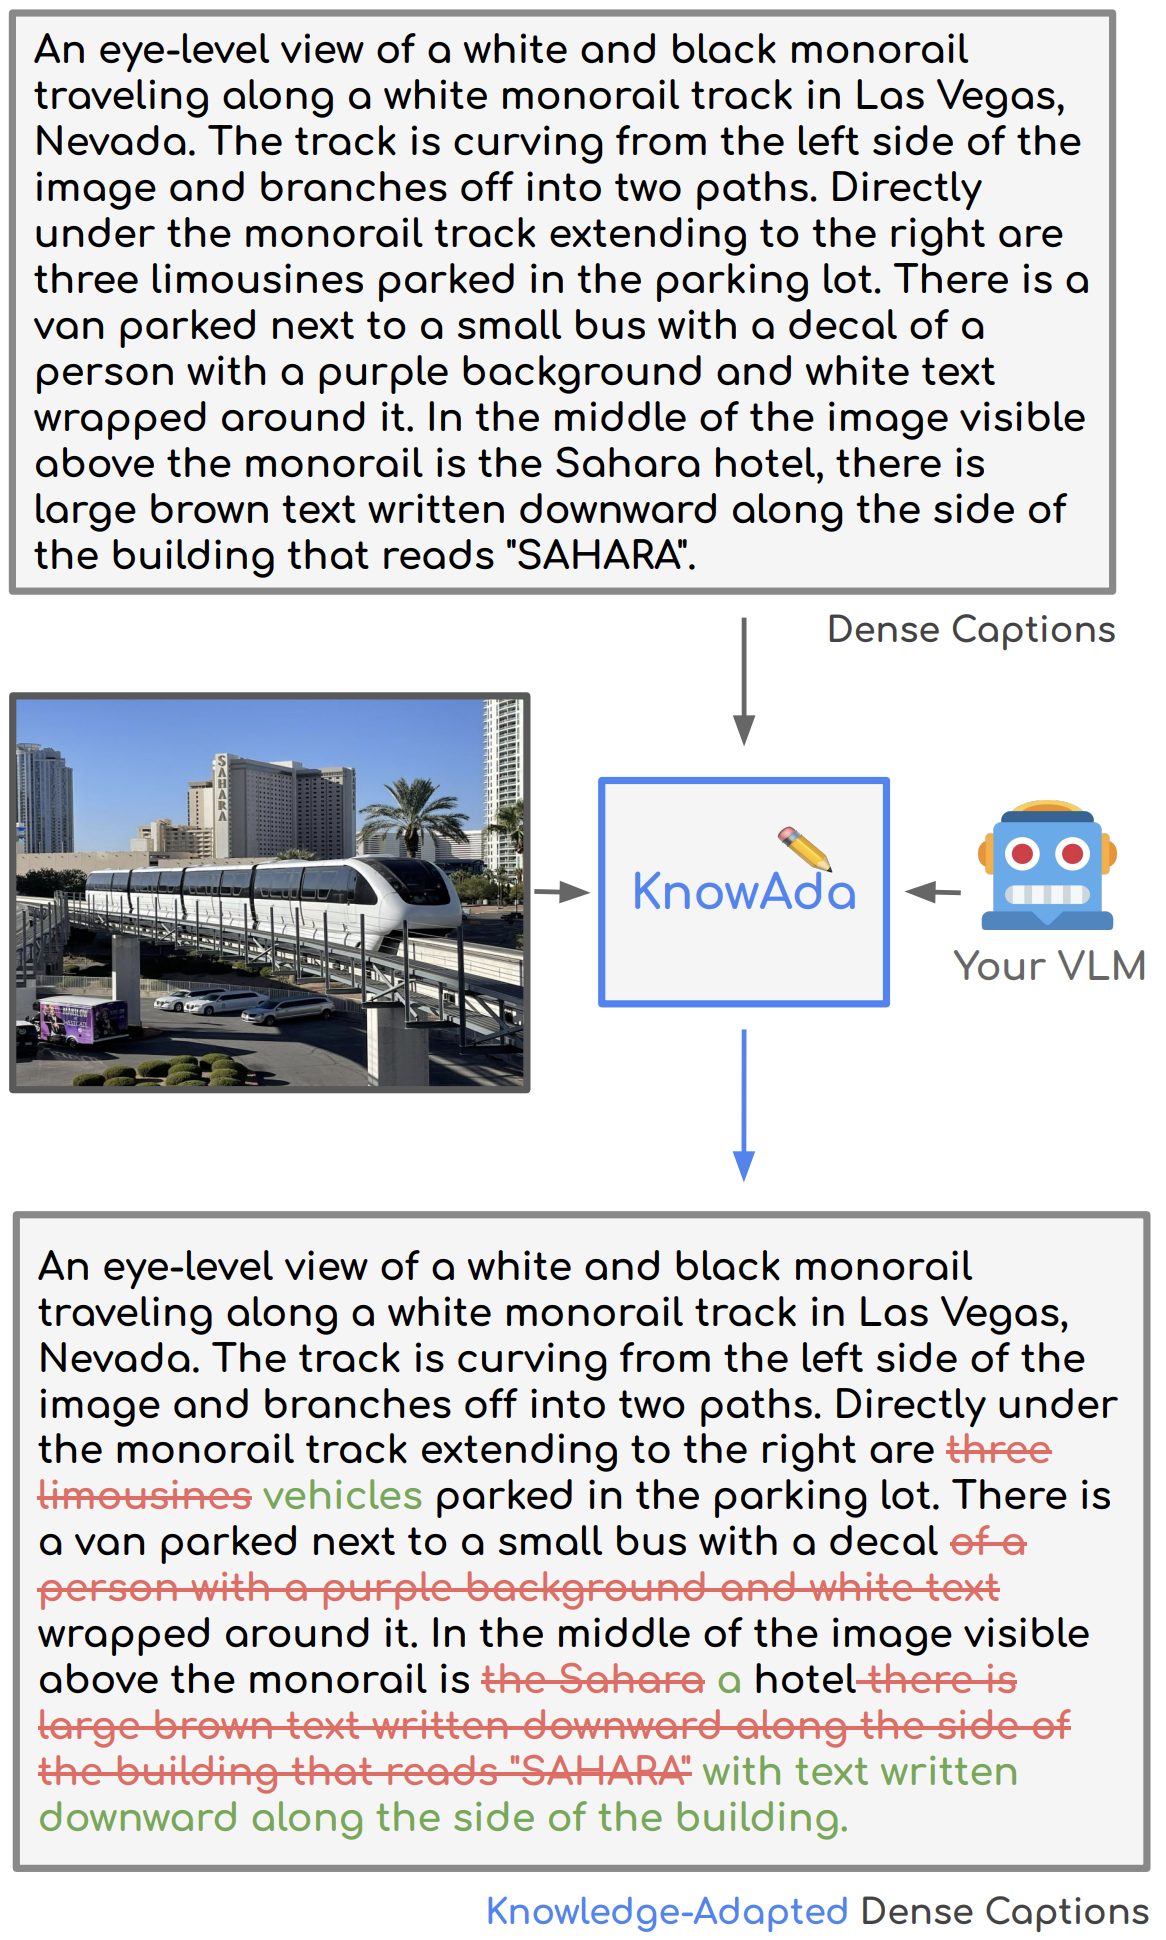 An eye-level view of a white and black monorail
traveling along a white monorail track in Las Vegas,
Nevada. The track is curving from the left side of the
image and branches off into two paths. Directly
under the monorail track extending to the right are
three limousines parked in the parking lot. There is a
van parked next to a small bus with a decal of a
person with a purple background and white text
wrapped around it. In the middle of the image visible
above the monorail is the Sahara hotel, there is
large brown text written downward along the side of
the building that reads "SAHARA".
Dense Captions
SAHARA
MANILOW
KnowAda
Your VLM
An eye-level view of a white and black monorail
traveling along a white monorail track in Las Vegas,
Nevada. The track is curving from the left side of the
image and branches off into two paths. Directly under
the monorail track extending to the right are three
limousines vehicles parked in the parking lot. There is
a van parked next to a small bus with a decal of a
person with a purple background and white text
wrapped around it. In the middle of the image visible
above the monorail is the Sahara a hotel there is
large brown text written downward along the side of
the building that reads "SAHARA" with text written
downward along the side of the building.
Knowledge-Adapted Dense Captions